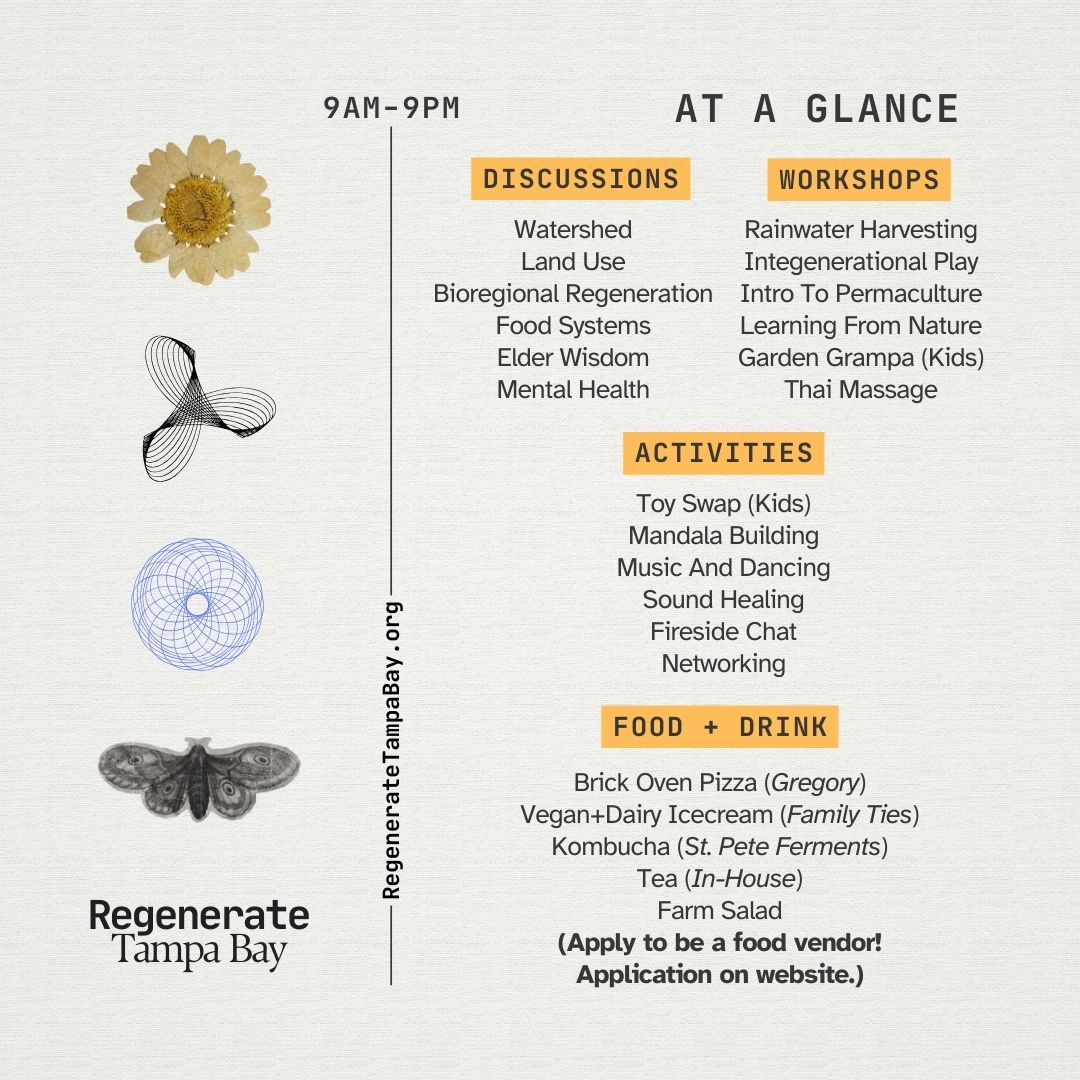 9AM-9PM
AT A GLANCE
DISCUSSIONS
Watershed
Land Use
Bioregional Regeneration
Food Systems
Elder Wisdom
Mental Health
WORKSHOPS
Rainwater Harvesting
Integenerational Play
Intro To Permaculture
Learning From Nature
Garden Grampa (Kids)
Thai Massage
ACTIVITIES
Toy Swap (Kids)
Mandala Building
Music And Dancing
Sound Healing
Fireside Chat
Networking
FOOD + DRINK
Brick Oven Pizza (Gregory)
Vegan+Dairy Icecream (Family Ties)
Kombucha (St. Pete Ferments)
Tea (In-House)
Farm Salad
(Apply to be a food vendor!
Application on website.)
RegenerateTampaBay.org
Regenerate
Tampa Bay